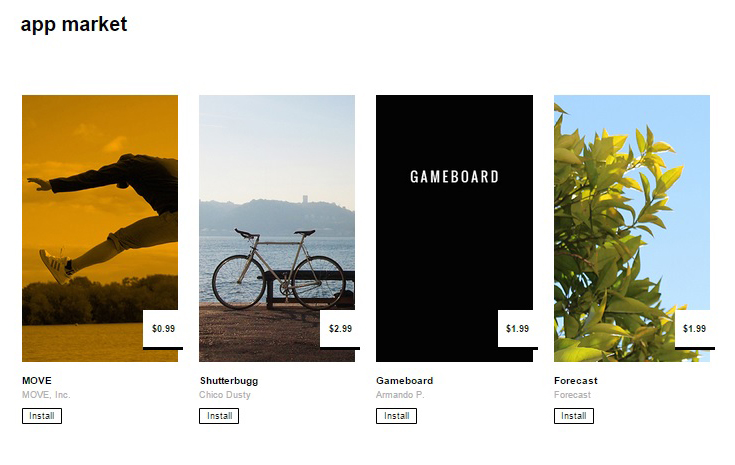 app market
GAMEBOARD
$0.99
$2.99
$1.99
$1.99
MOVE
MOVE, Inc.
Install
Shutterbugg
Chico Dusty
Install
Gameboard
Armando P.
Install
Forecast
Forecast
Install